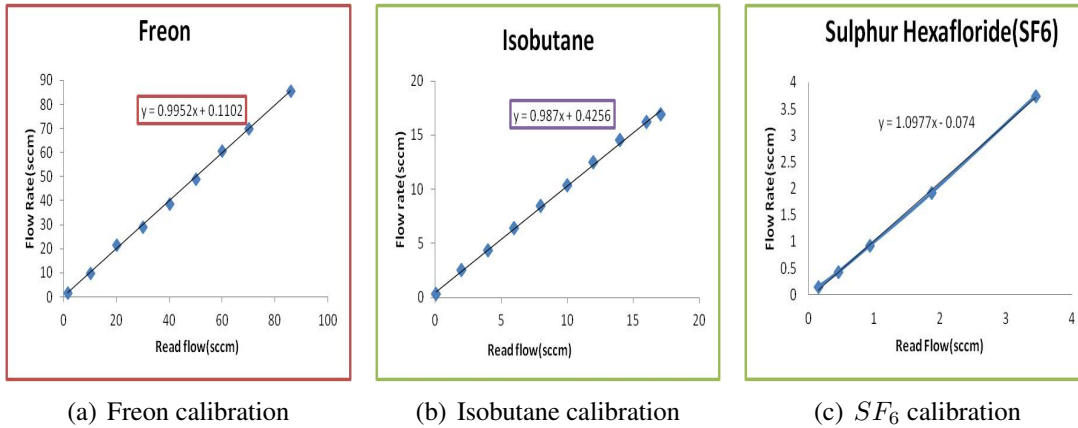 Freon
y = 0.9952x + 0.1102
Flow Rate(sccm)
90
80
70
60
50
40
30
20
10
0
0 20 40 60 80 100
Read flow(sccm)
(a) Freon calibration
Isobutane
y = 0.987x + 0.4256
Flow rate(sccm)
20
15
10
5
0
0 5 10 15 20
Read flow(sccm)
(b) Isobutane calibration
Sulphur Hexafloride(SF6)
y = 1.0977x - 0.074
Flow Rate(sccm)
4
3.5
3
2.5
2
1.5
1
0.5
0
0 1 2 3 4
Read Flow(sccm)
(c) SF6 calibration